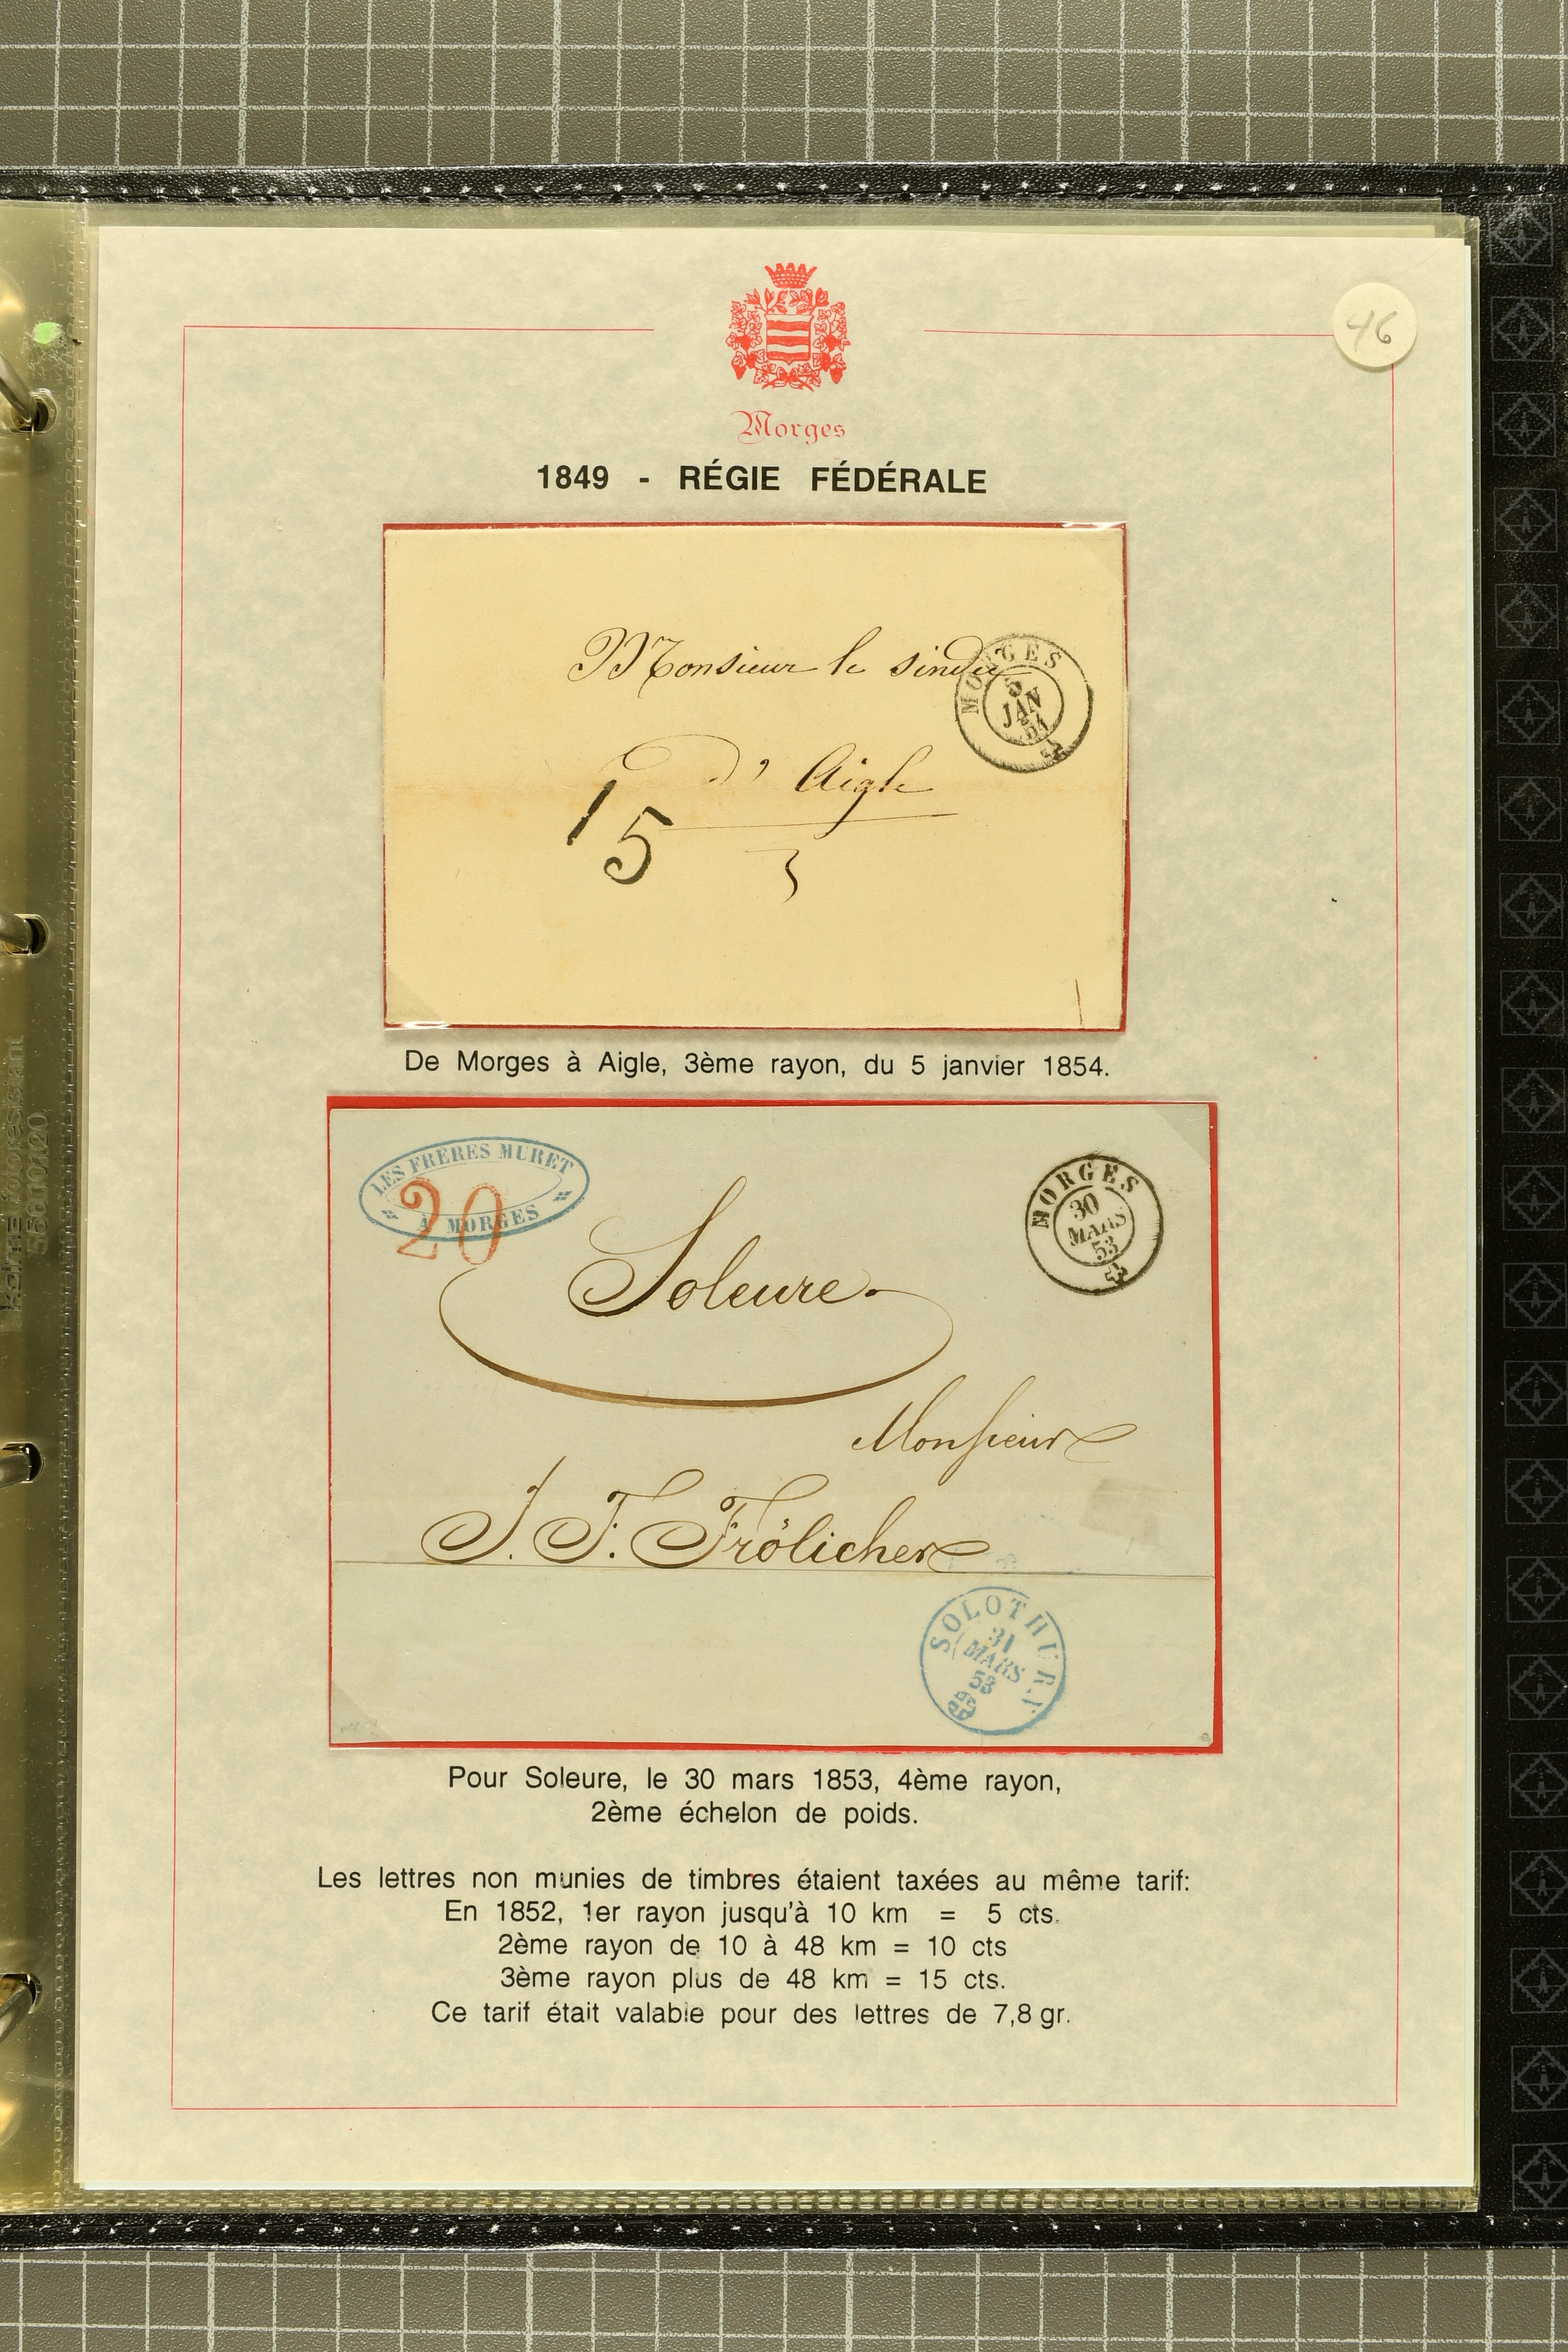 46
Morges
1849 - RÉGIE FÉDÉRALE
Monsieur le sindic
MORGES
5
JAN
54
d' Aigle
15
De Morges à Aigle, 3ème rayon, du 5 janvier 1854.
LES FRERES MURET
À MORGES
20
MORGES
30
MARS
53
Soleure
Monsieur
J. F. Frölicher
SOLOTHURN
31
MARS
53
Pour Soleure, le 30 mars 1853, 4ème rayon,
2ème échelon de poids.
Les lettres non munies de timbres étaient taxées au même tarif:
En 1852, 1er rayon jusqu'à 10 km = 5 cts.
2ème rayon de 10 à 48 km = 10 cts
3ème rayon plus de 48 km = 15 cts.
Ce tarif était valable pour des lettres de 7,8 gr.